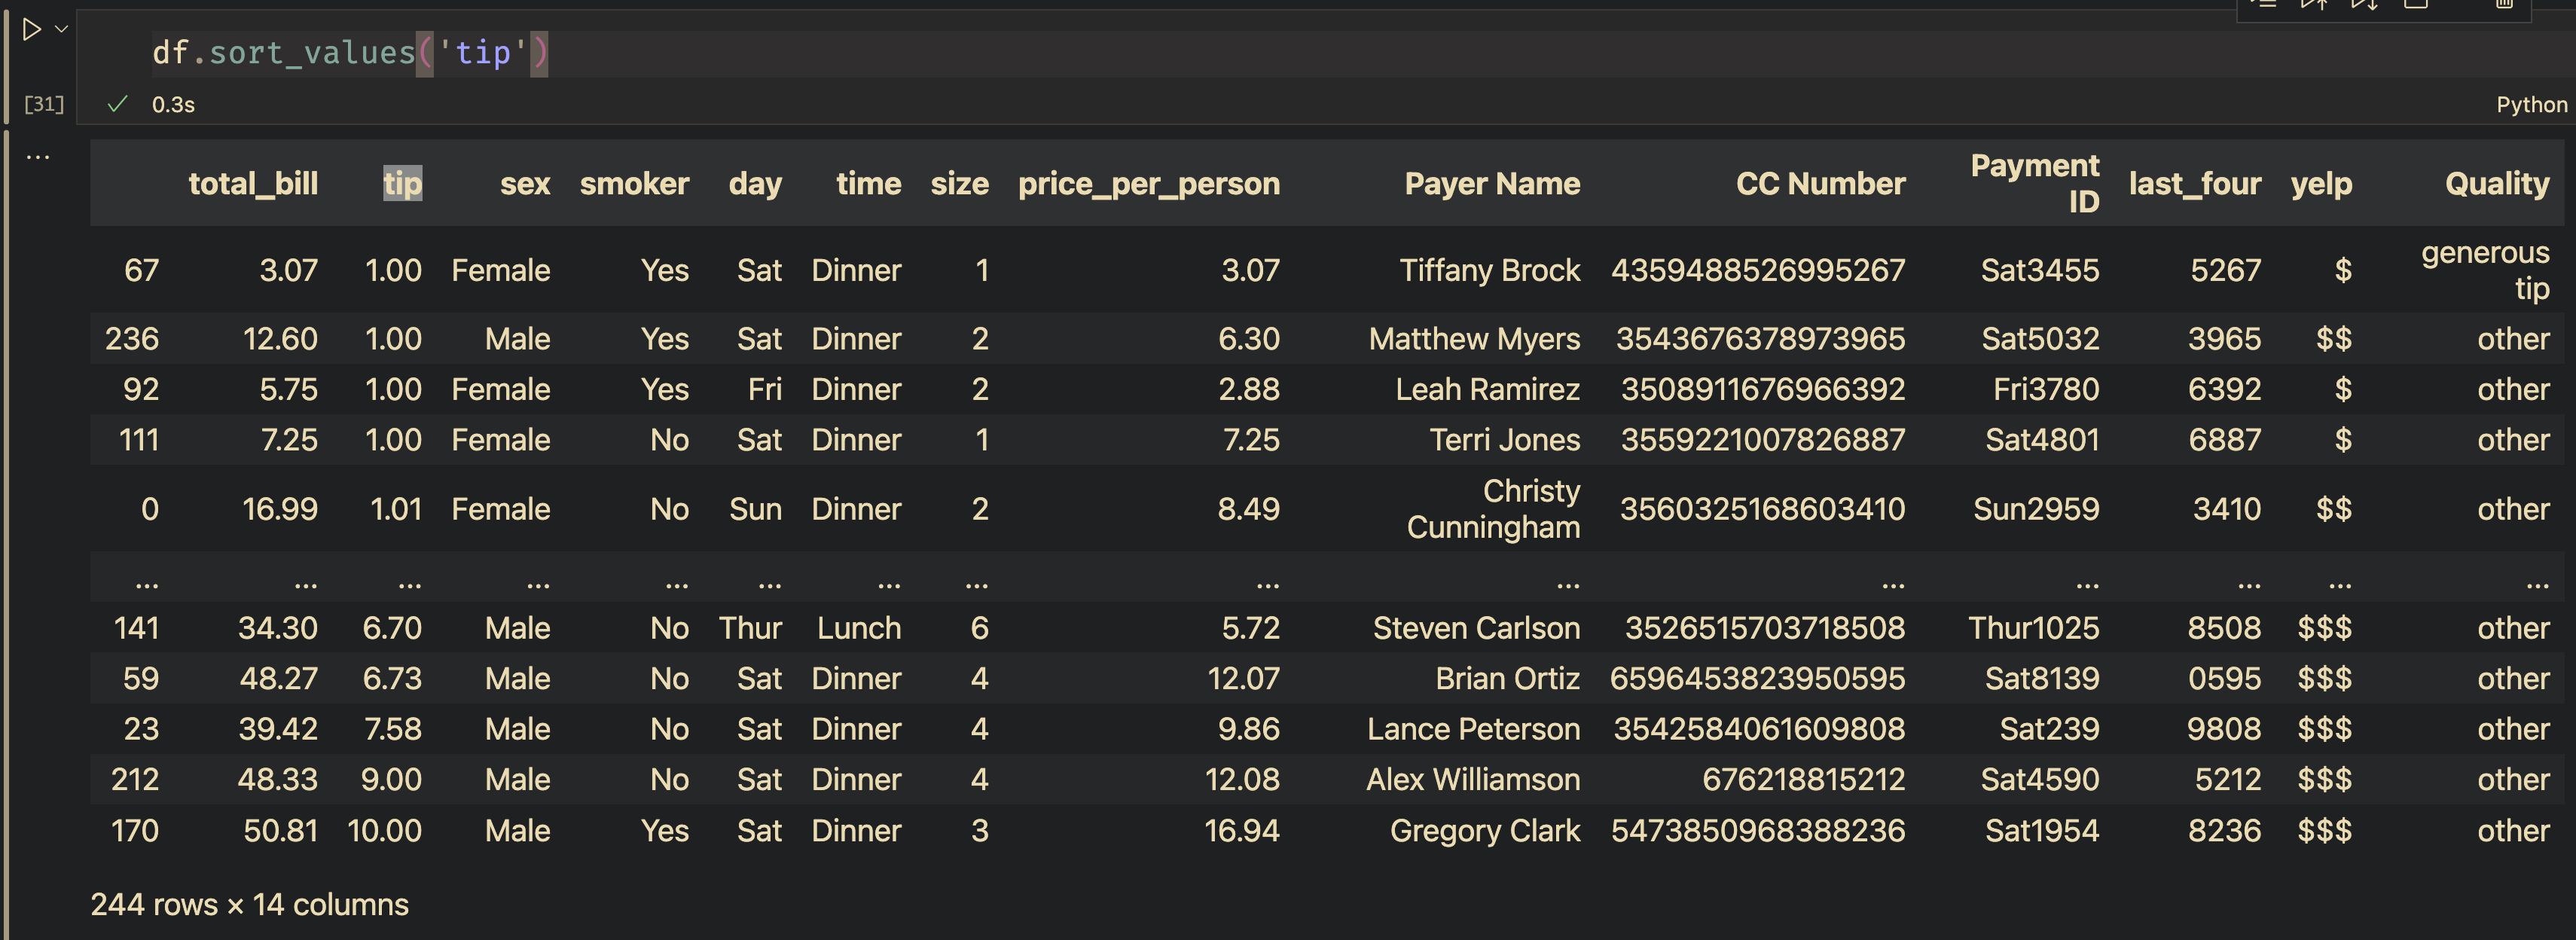 df.sort_values('tip')
[31] 0.3s Python
...
total_bill tip sex smoker day time size price_per_person Payer Name CC Number Payment ID last_four yelp Quality
67 3.07 1.00 Female Yes Sat Dinner 1 3.07 Tiffany Brock 4359488526995267 Sat3455 5267 $ generous tip
236 12.60 1.00 Male Yes Sat Dinner 2 6.30 Matthew Myers 3543676378973965 Sat5032 3965 $$ other
92 5.75 1.00 Female Yes Fri Dinner 2 2.88 Leah Ramirez 3508911676966392 Fri3780 6392 $ other
111 7.25 1.00 Female No Sat Dinner 1 7.25 Terri Jones 3559221007826887 Sat4801 6887 $ other
0 16.99 1.01 Female No Sun Dinner 2 8.49 Christy Cunningham 3560325168603410 Sun2959 3410 $$ other
... ... ... ... ... ... ... ... ... ... ... ... ... ... ...
141 34.30 6.70 Male No Thur Lunch 6 5.72 Steven Carlson 3526515703718508 Thur1025 8508 $$$ other
59 48.27 6.73 Male No Sat Dinner 4 12.07 Brian Ortiz 6596453823950595 Sat8139 0595 $$$ other
23 39.42 7.58 Male No Sat Dinner 4 9.86 Lance Peterson 3542584061609808 Sat239 9808 $$$ other
212 48.33 9.00 Male No Sat Dinner 4 12.08 Alex Williamson 676218815212 Sat4590 5212 $$$ other
170 50.81 10.00 Male Yes Sat Dinner 3 16.94 Gregory Clark 5473850968388236 Sat1954 8236 $$$ other
244 rows × 14 columns